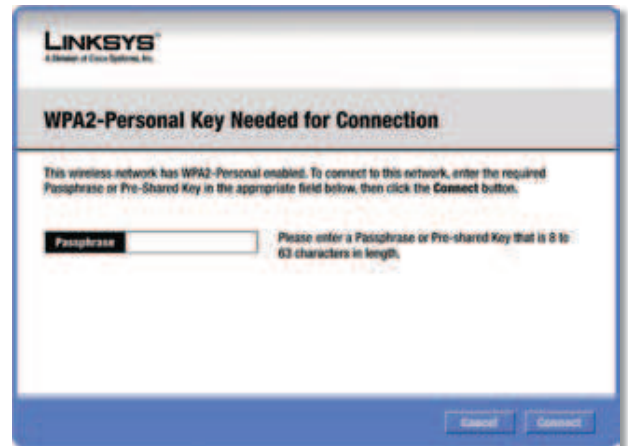 LINKSYS®
A Division of Cisco Systems, Inc.
WPA2-Personal Key Needed for Connection
This wireless network has WPA2-Personal enabled. To connect to this network, enter the required
Passphrase or Pre-Shared Key in the appropriate field below, then click the Connect button.
Passphrase
Please enter a Passphrase or Pre-shared Key that is 8 to
63 characters in length.
Cancel
Connect